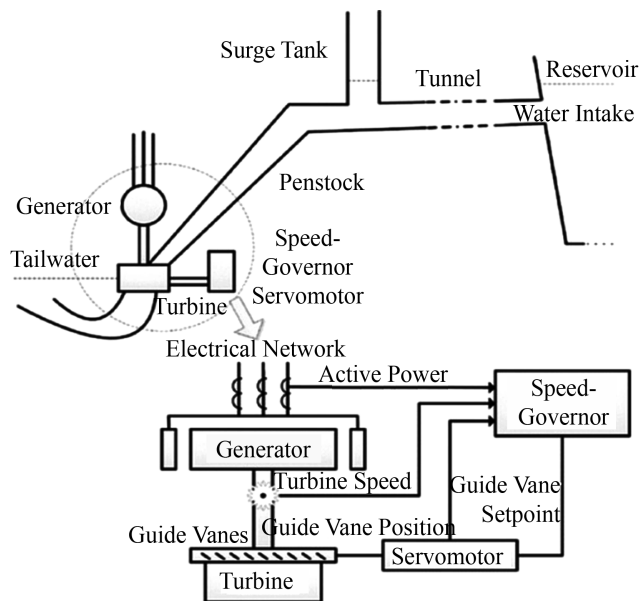 Surge Tank
Tunnel
Reservoir
Water Intake
Penstock
Generator
Speed-
Governor
Servomotor
Tailwater
Turbine
Electrical Network
Active Power
Speed-
Governor
Generator
Turbine Speed
Guide Vane
Setpoint
Guide Vanes
Guide Vane Position
Servomotor
Turbine